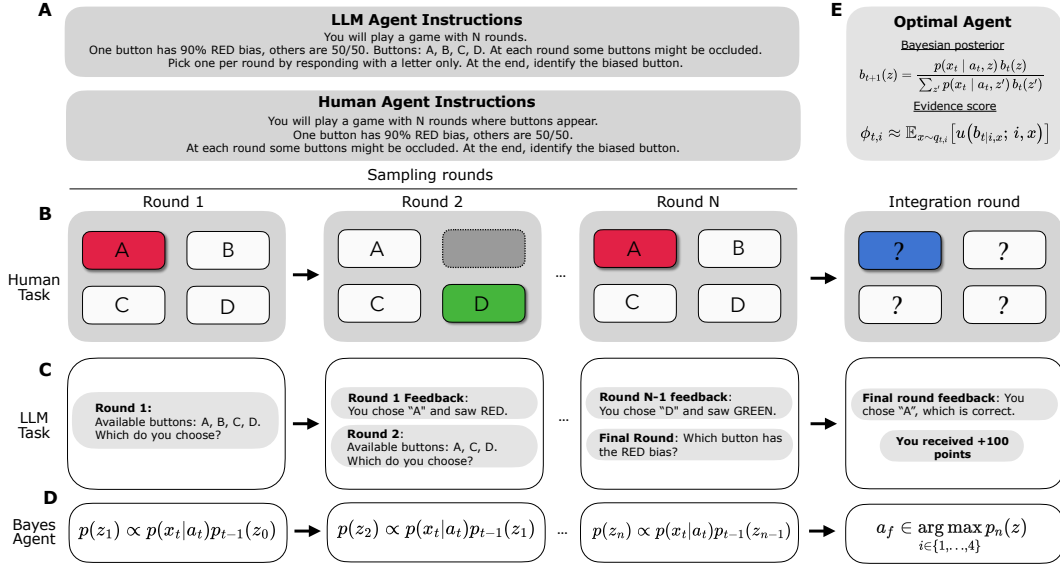 A
LLM Agent Instructions
You will play a game with N rounds.
One button has 90% RED bias, others are 50/50. Buttons: A, B, C, D. At each round some buttons might be occluded.
Pick one per round by responding with a letter only. At the end, identify the biased button.
Human Agent Instructions
You will play a game with N rounds where buttons appear.
One button has 90% RED bias, others are 50/50.
At each round some buttons might be occluded. At the end, identify the biased button.
E
Optimal Agent
Bayesian posterior
b_{t+1}(z) = \frac{p(x_t | a_t, z) b_t(z)}{\sum_{z'} p(x_t | a_t, z') b_t(z')}
Evidence score
ϕ_{t,i} ≈ 𝔼_{x∼q_{t,i}}[u(b_{t|i,x}; i, x)]
Sampling rounds
B
Round 1
Round 2
Round N
Integration round
Human
Task
A B
C D
A
C D
...
A B
C D
? ?
? ?
C
LLM
Task
Round 1:
Available buttons: A, B, C, D.
Which do you choose?
Round 1 Feedback:
You chose "A" and saw RED.
Round 2:
Available buttons: A, C, D.
Which do you choose?
...
Round N-1 feedback:
You chose "D" and saw GREEN.
Final Round: Which button has
the RED bias?
Final round feedback: You
chose "A", which is correct.
You received +100
points
D
Bayes
Agent
p(z_1) ∝ p(x_t|a_t)p_{t−1}(z_0)
p(z_2) ∝ p(x_t|a_t)p_{t−1}(z_1)
...
p(z_n) ∝ p(x_t|a_t)p_{t−1}(z_{n−1})
a_f ∈ arg max p_n(z)
i∈{1,…,4}